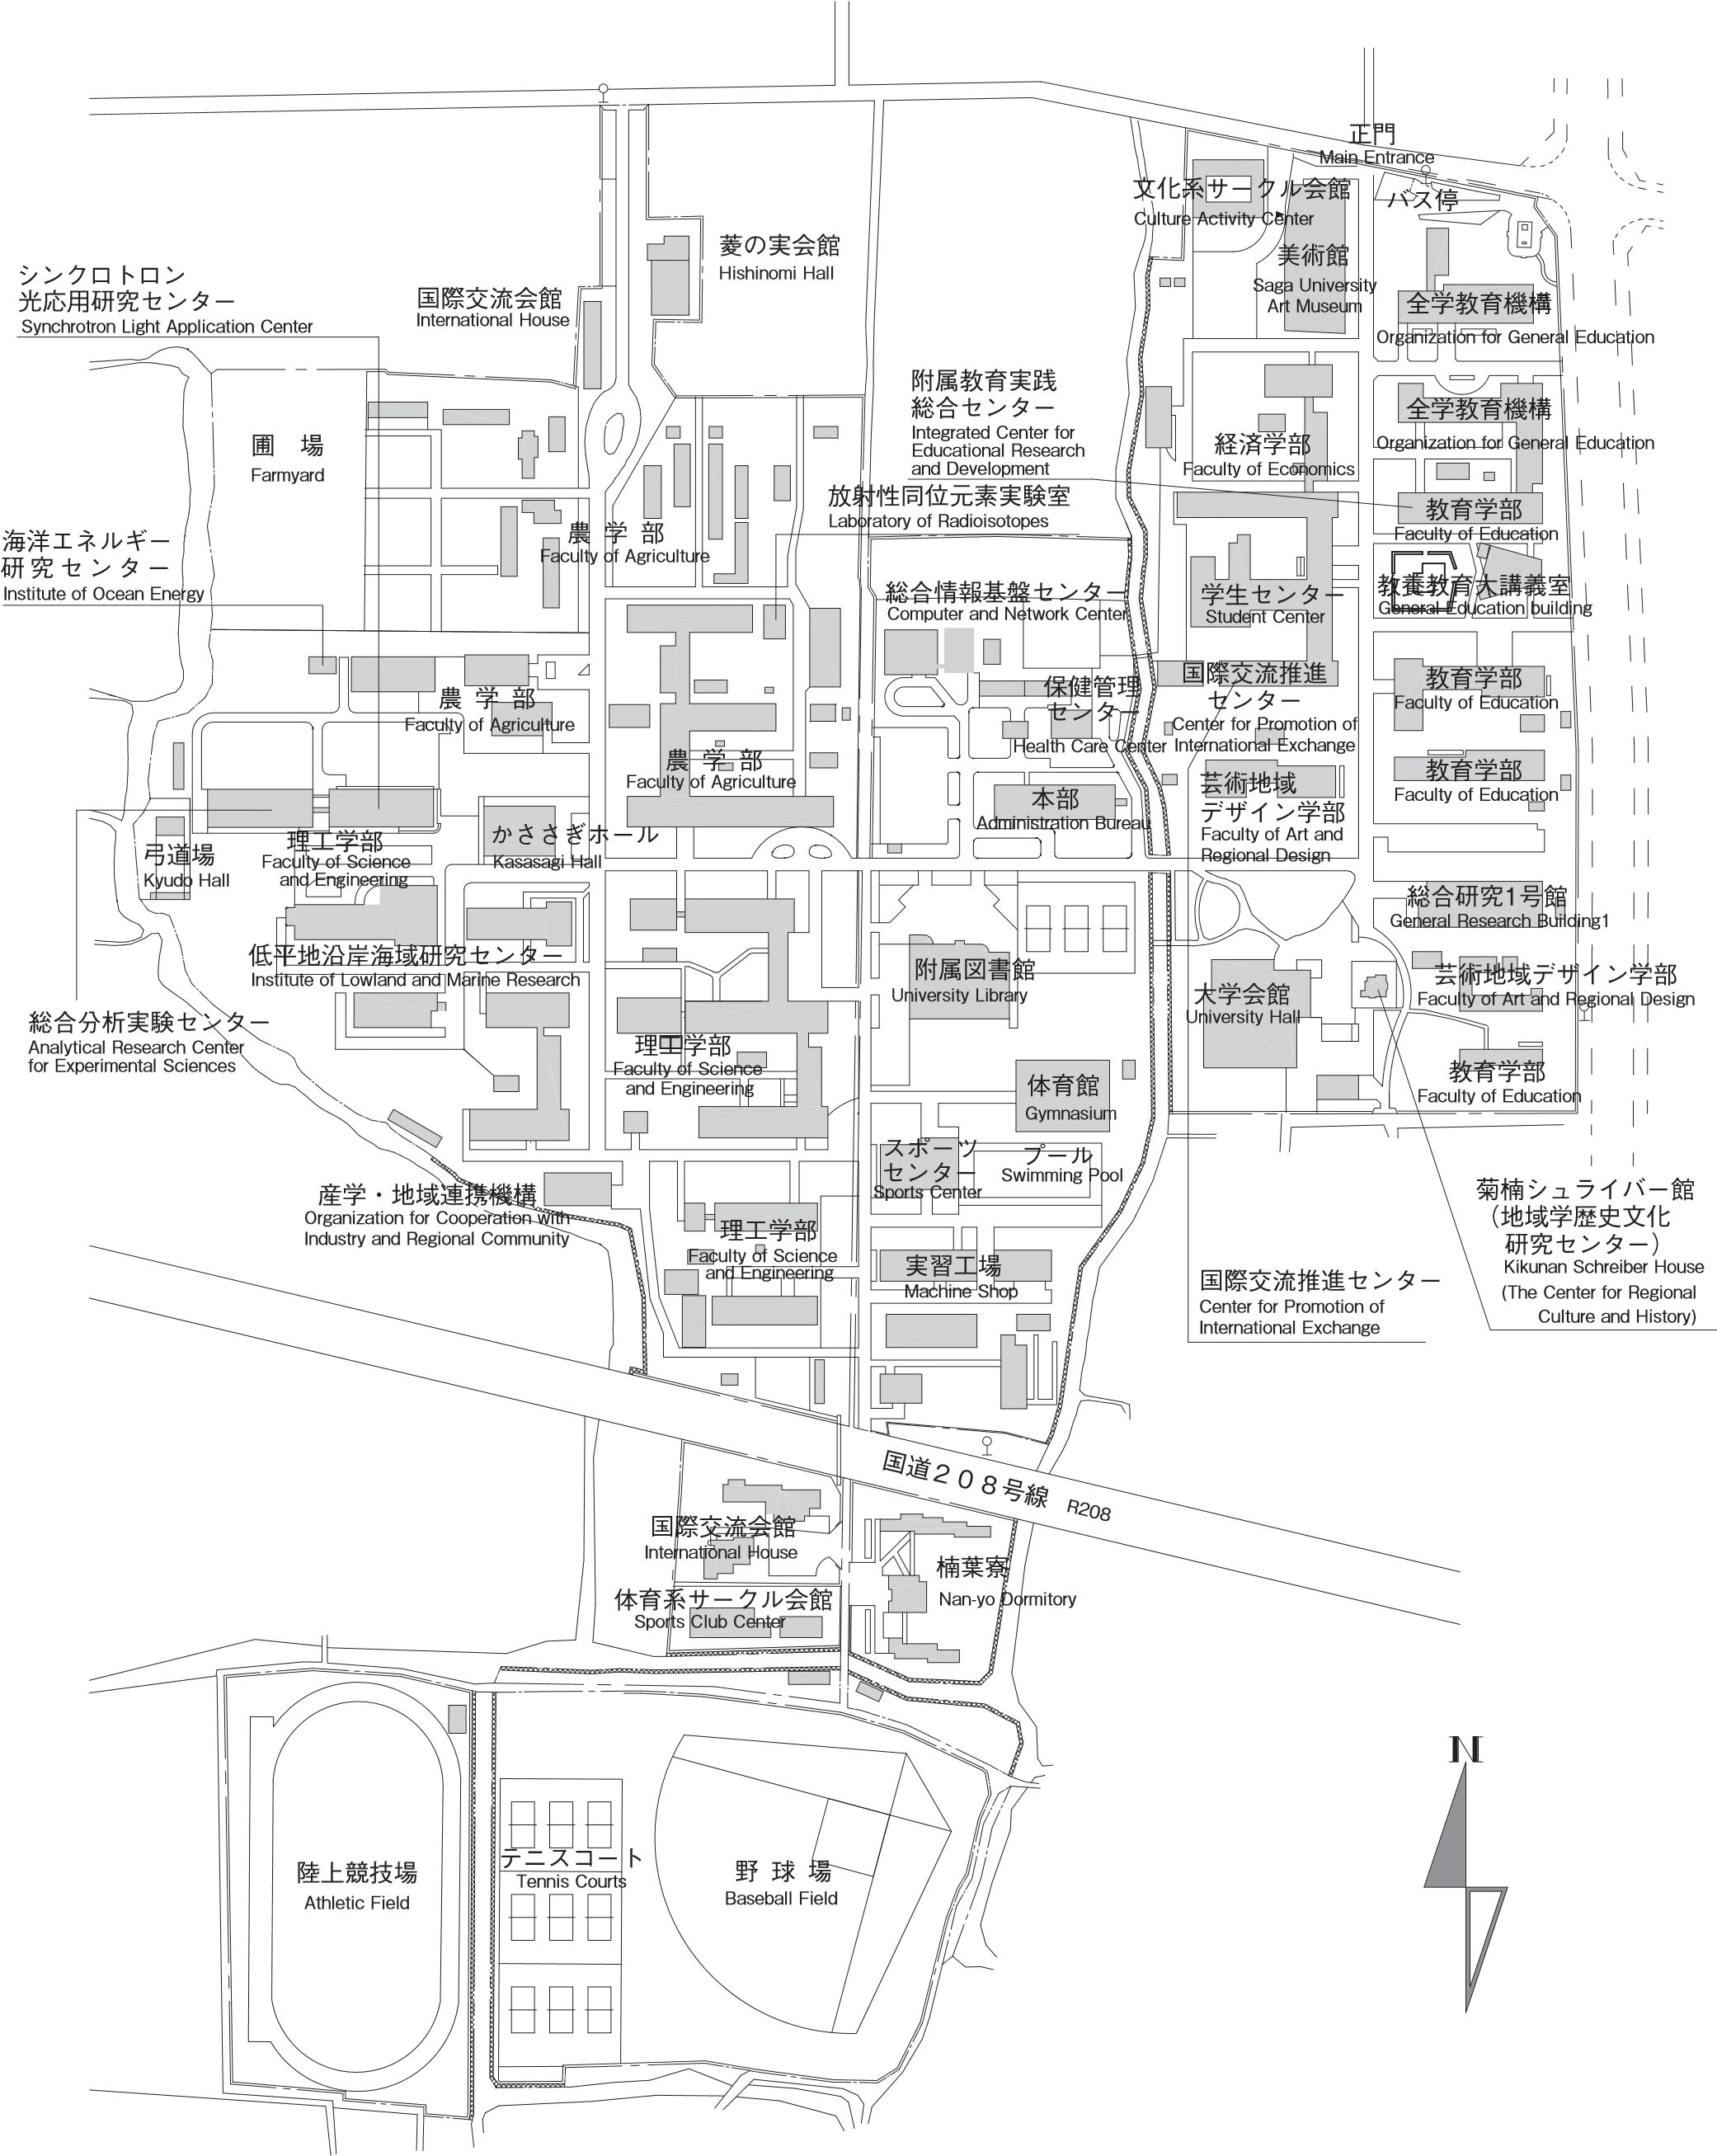 正門
Main Entrance
バス停
文化系サークル会館
Culture Activity Center
美術館
Saga University
Art Museum
菱の実会館
Hishinomi Hall
シンクロトロン
光応用研究センター
Synchrotron Light Application Center
国際交流会館
International House
全学教育機構
Organization for General Education
附属教育実践
総合センター
Integrated Center for
Educational Research
and Development
全学教育機構
Organization for General Education
圃 場
Farmyard
経済学部
Faculty of Economics
放射性同位元素実験室
Laboratory of Radioisotopes
教育学部
Faculty of Education
農 学 部
Faculty of Agriculture
海洋エネルギー
研究センター
Institute of Ocean Energy
総合情報基盤センター
Computer and Network Center
学生センター
Student Center
教養教育大講義室
General Education building
農 学 部
Faculty of Agriculture
保健管理
センター
Health Care Center
国際交流推進
センター
Center for Promotion of
International Exchange
教育学部
Faculty of Education
農 学 部
Faculty of Agriculture
教育学部
Faculty of Education
本部
Administration Bureau
芸術地域
デザイン学部
Faculty of Art and
Regional Design
かささぎホール
Kasasagi Hall
理工学部
Faculty of Science
and Engineering
弓道場
Kyudo Hall
総合研究1号館
General Research Building1
低平地沿岸海域研究センター
Institute of Lowland and Marine Research
附属図書館
University Library
大学会館
University Hall
芸術地域デザイン学部
Faculty of Art and Regional Design
総合分析実験センター
Analytical Research Center
for Experimental Sciences
理工学部
Faculty of Science
and Engineering
体育館
Gymnasium
教育学部
Faculty of Education
スポーツ
センター
Sports Center
プール
Swimming Pool
産学・地域連携機構
Organization for Cooperation with
Industry and Regional Community
理工学部
Faculty of Science
and Engineering
実習工場
Machine Shop
国際交流推進センター
Center for Promotion of
International Exchange
菊楠シュライバー館
（地域学歴史文化
研究センター）
Kikunan Schreiber House
(The Center for Regional
Culture and History)
国道２０８号線 R208
国際交流会館
International House
楠葉寮
Nan-yo Dormitory
体育系サークル会館
Sports Club Center
N
陸上競技場
Athletic Field
テニスコート
Tennis Courts
野 球 場
Baseball Field